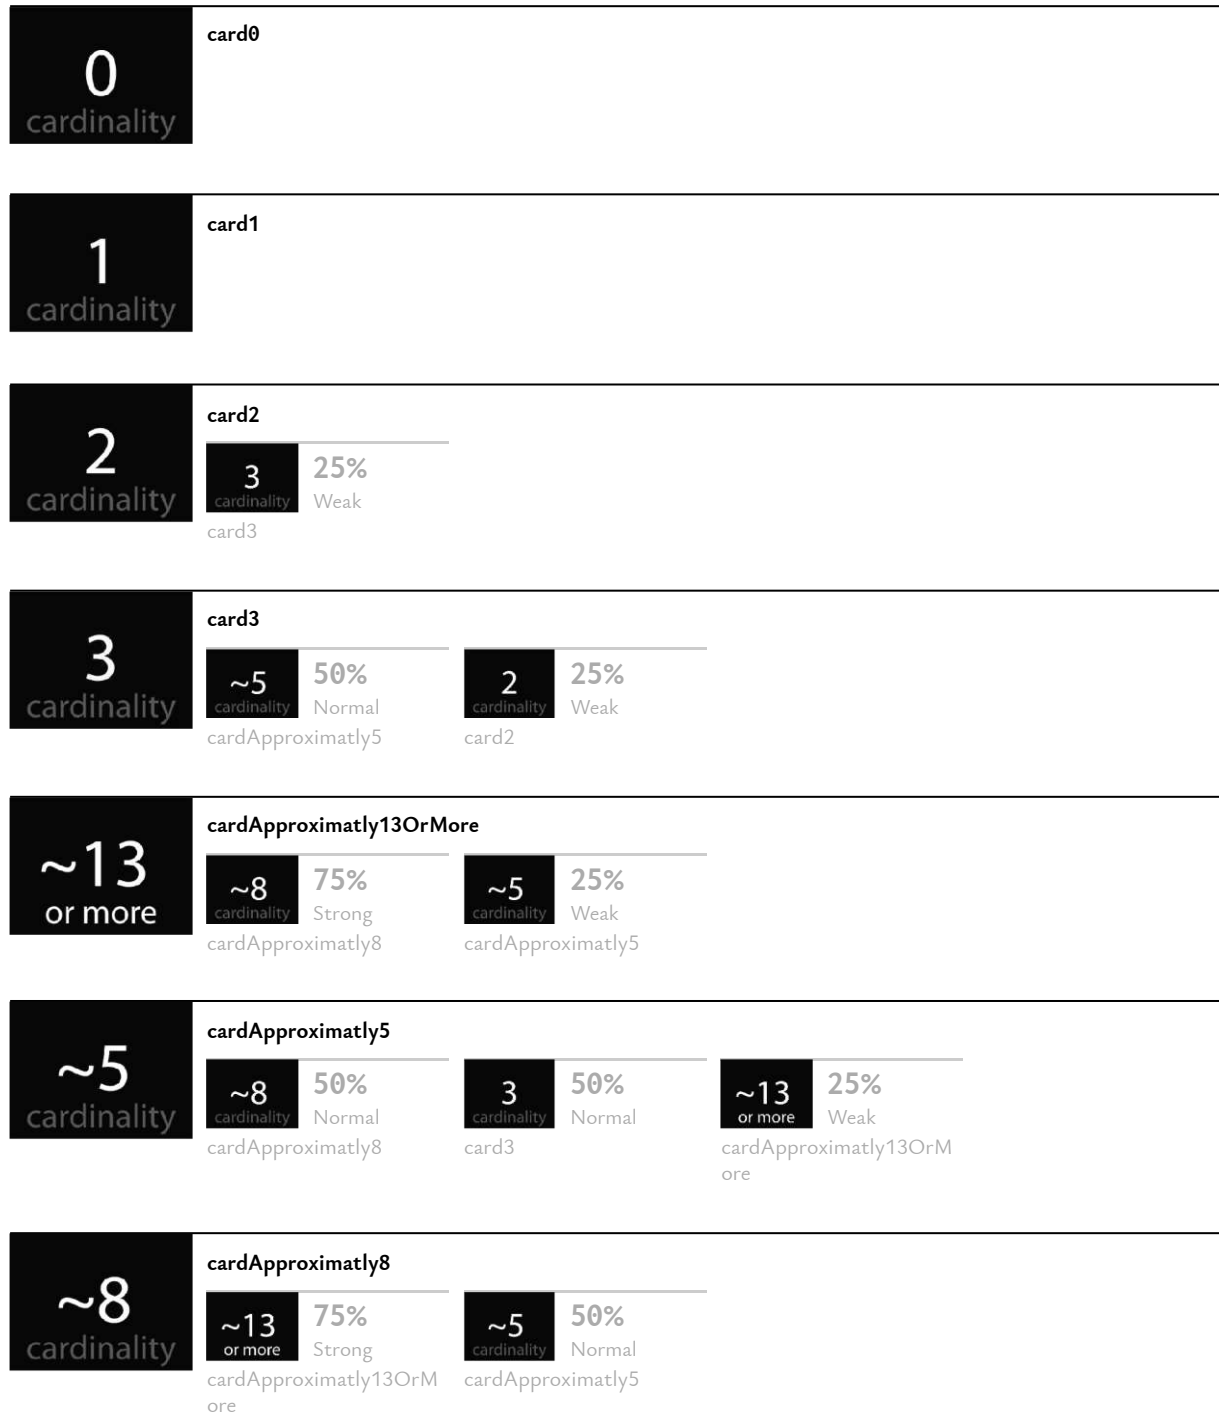 0
cardinality
card0
1
cardinality
card1
2
cardinality
card2
3
cardinality
25%
Weak
card3
3
cardinality
card3
~5
cardinality
50%
Normal
cardApproximatly5
2
cardinality
25%
Weak
card2
~13
or more
cardApproximatly13OrMore
~8
cardinality
75%
Strong
cardApproximatly8
~5
cardinality
25%
Weak
cardApproximatly5
~5
cardinality
cardApproximatly5
~8
cardinality
50%
Normal
cardApproximatly8
3
cardinality
50%
Normal
card3
~13
or more
25%
Weak
cardApproximatly13OrM
ore
~8
cardinality
cardApproximatly8
~13
or more
75%
Strong
cardApproximatly13OrM
ore
~5
cardinality
50%
Normal
cardApproximatly5